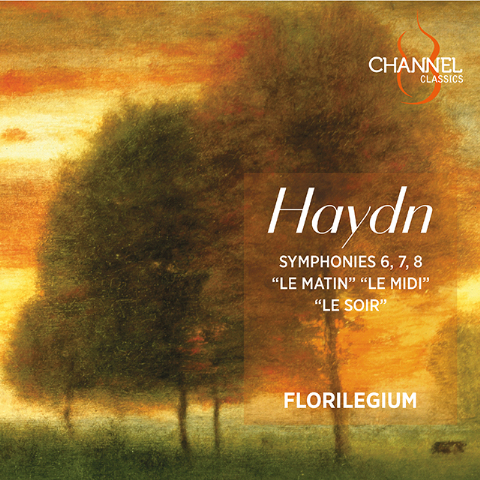 CHANNEL
CLASSICS
Haydn
SYMPHONIES 6, 7, 8
“LE MATIN” “LE MIDI”
“LE SOIR”
FLORILEGIUM